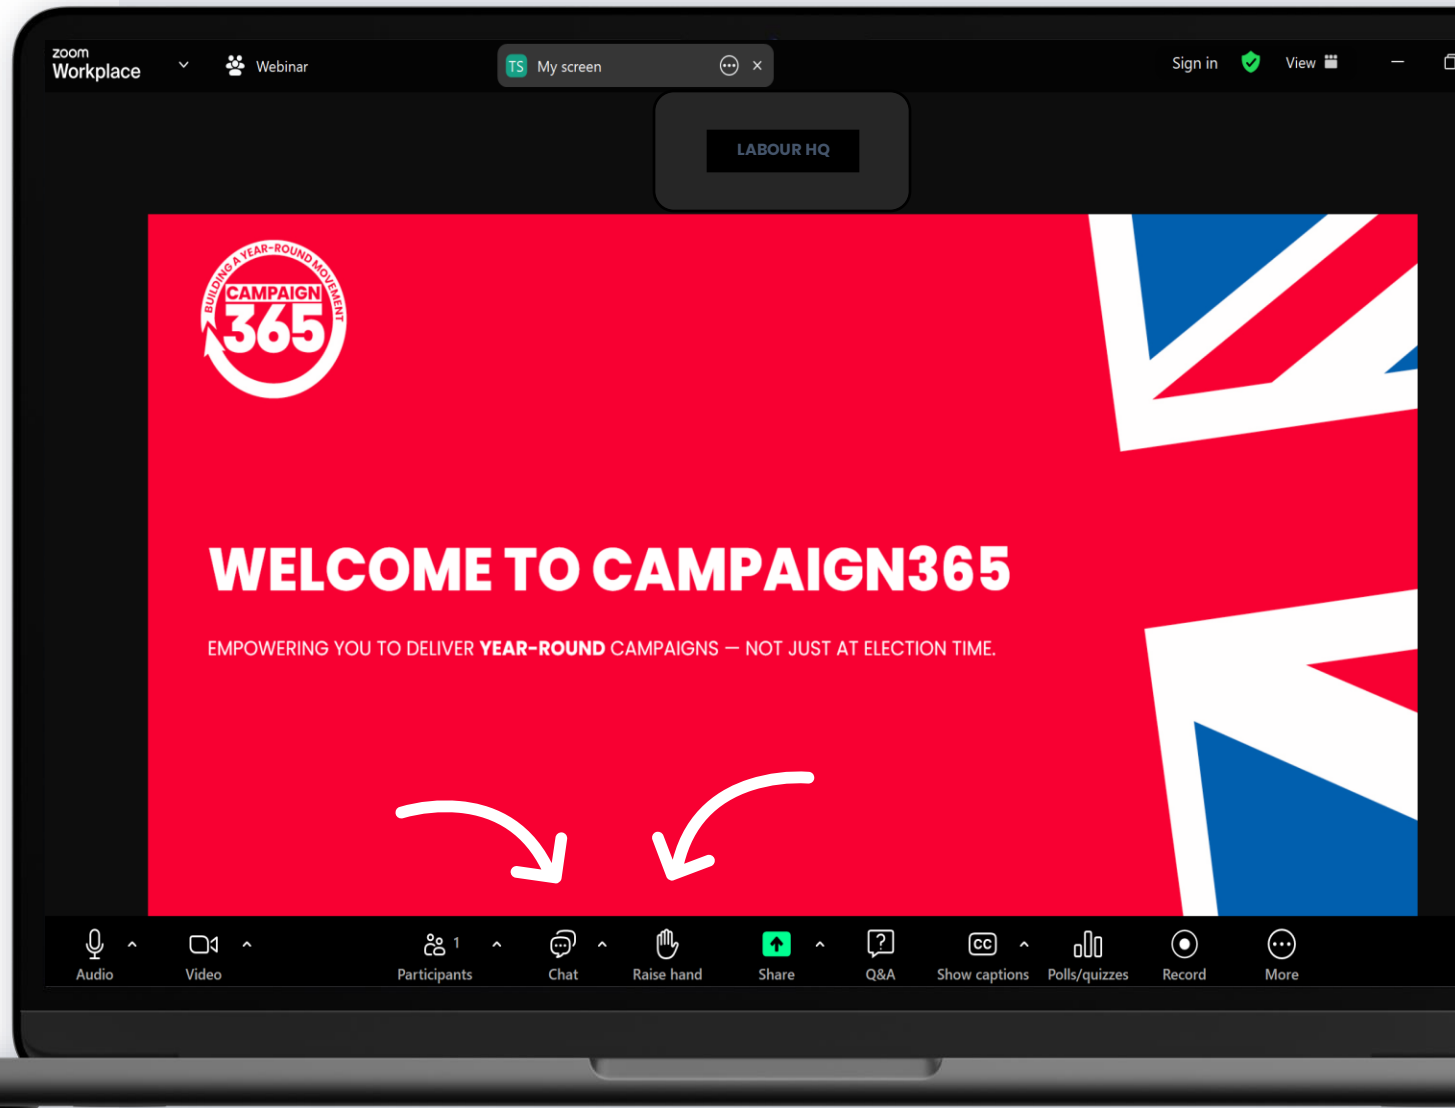 zoom
Workplace
Webinar
TS My screen
Sign in
View
LABOUR HQ
BUILDING A YEAR-ROUND MOVEMENT
CAMPAIGN
365
WELCOME TO CAMPAIGN365
EMPOWERING YOU TO DELIVER YEAR-ROUND CAMPAIGNS — NOT JUST AT ELECTION TIME.
1
CC
Audio Video Participants Chat Raise hand Share Q&A Show captions Polls/quizzes Record More